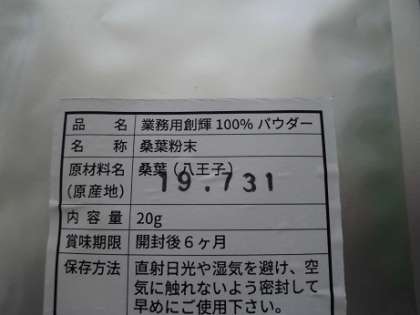 品名 業務用創輝100% パウダー
名称 桑葉粉末
原材料名 桑葉（八王子）
(原産地) 19.731
内容量 20g
賞味期限 開封後６ヶ月
保存方法 直射日光や湿気を避け、空
気に触れないよう密封して
早めにご使用下さい。